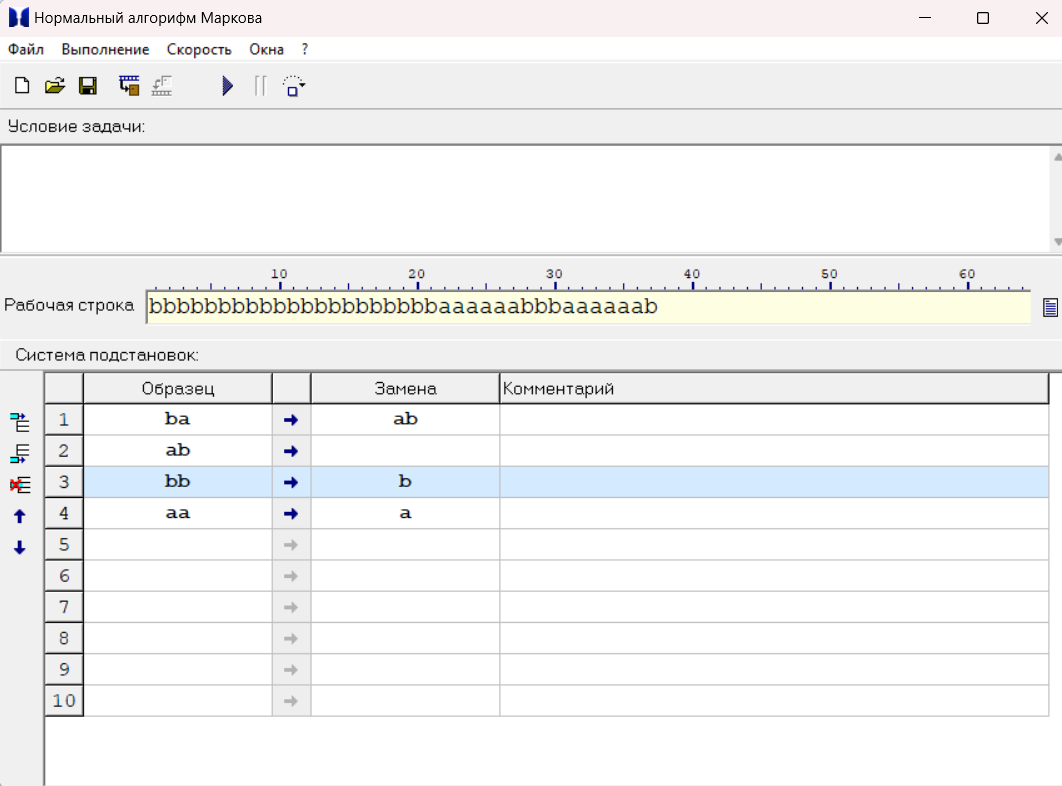 Нормальный алгорифм Маркова
Файл Выполнение Скорость Окна ?
Условие задачи:
10 20 30 40 50 60
Рабочая строка bbbbbbbbbbbbbbbbbbbbbaaaaaabbbaaaaaab
Система подстановок:
Образец Замена Комментарий
1 ba → ab
2 ab →
3 bb → b
4 aa → a
5 →
6 →
7 →
8 →
9 →
10 →